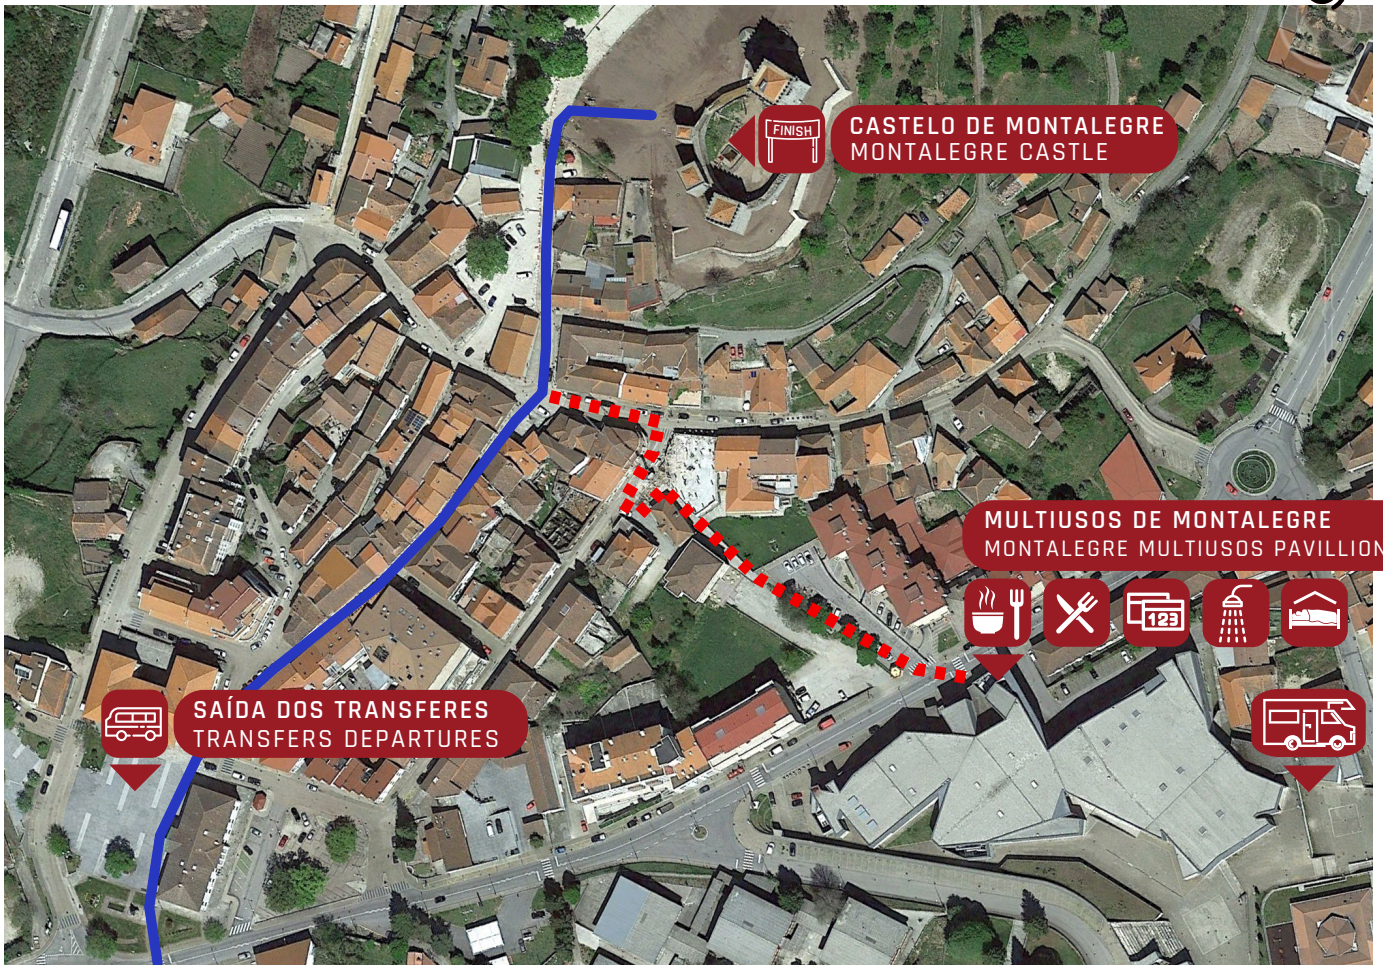 FINISH
CASTELO DE MONTALEGRE
MONTALEGRE CASTLE
MULTIUSOS DE MONTALEGRE
MONTALEGRE MULTIUSOS PAVILLION
123
SAÍDA DOS TRANSFERES
TRANSFERS DEPARTURES